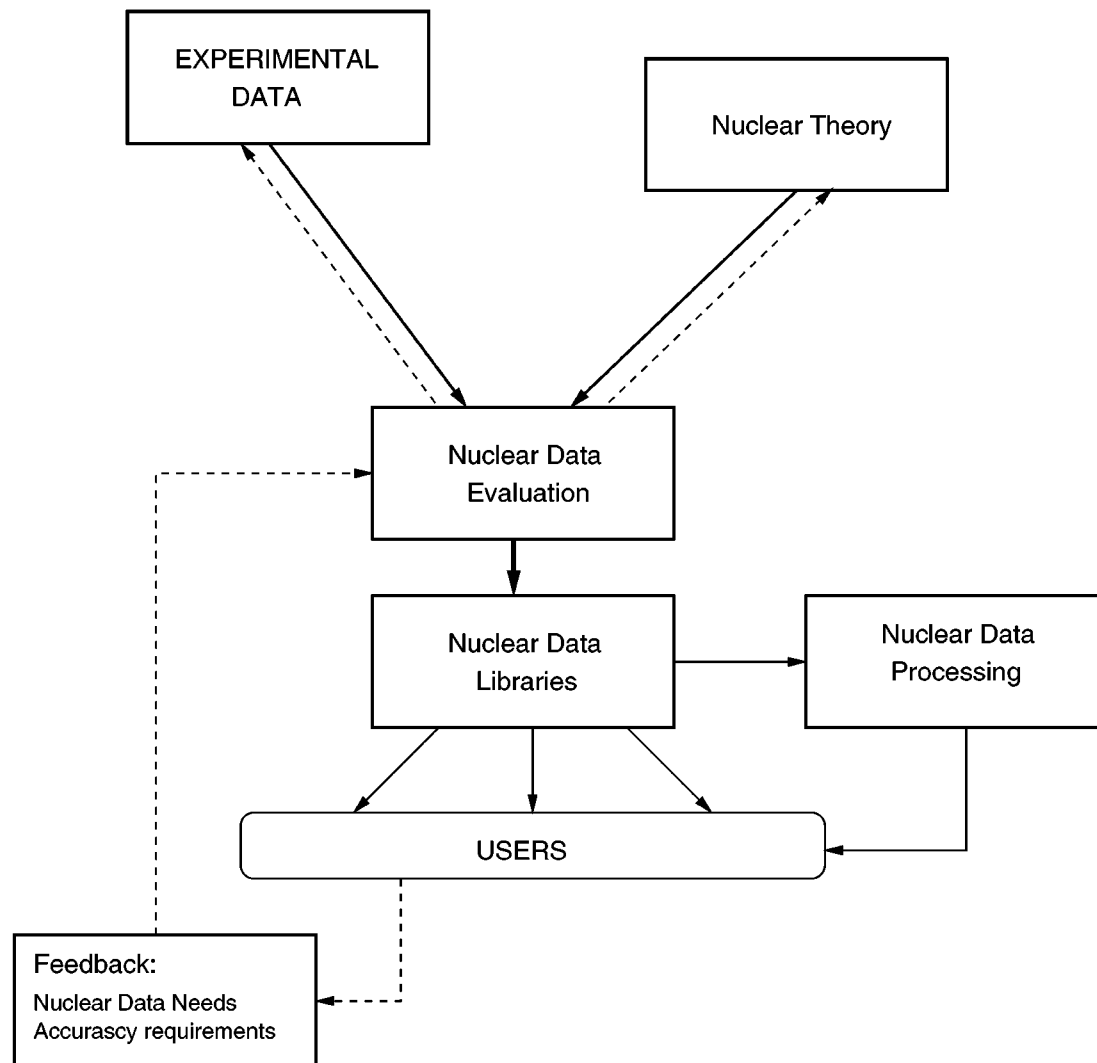 EXPERIMENTAL
DATA
Nuclear Theory
Nuclear Data
Evaluation
Nuclear Data
Libraries
Nuclear Data
Processing
USERS
Feedback:
Nuclear Data Needs
Accurascy requirements